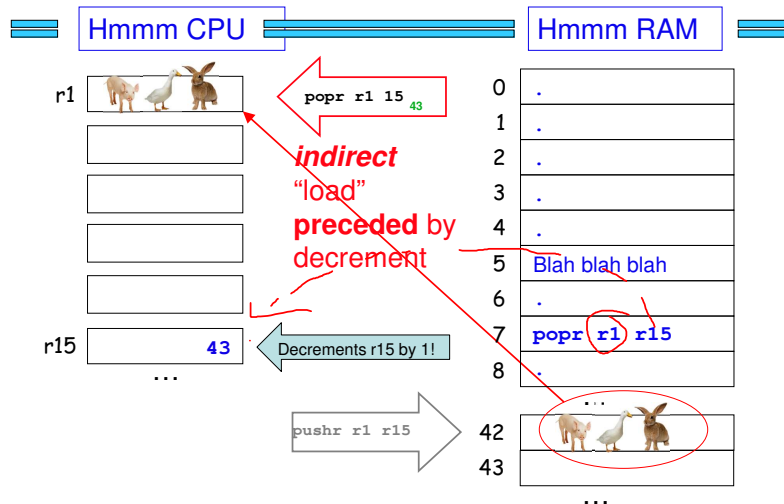 Hmmm CPU
Hmmm RAM
r1
popr r1 15 43
indirect
“load”
preceded by
decrement
r15
43
Decrements r15 by 1!
...
pushr r1 r15
0 .
1 .
2 .
3 .
4 .
5 Blah blah blah
6 .
7 popr r1 r15
8 .
...
42
43
...